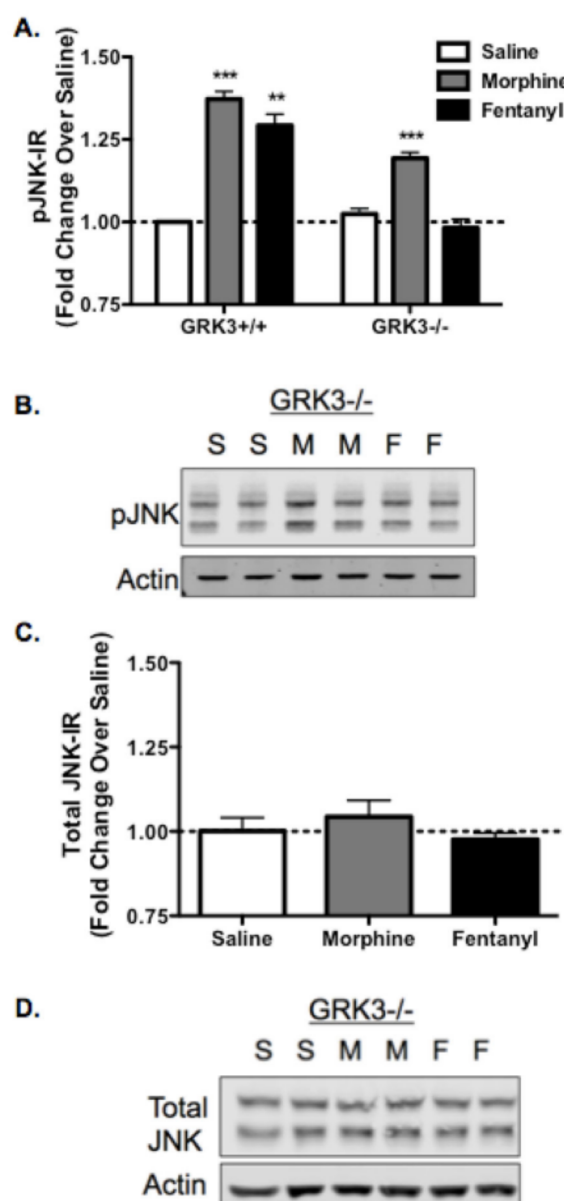 A.
pJNK-IR
(Fold Change Over Saline)
1.50
1.25
1.00
0.75
***
**
***
Saline
Morphine
Fentanyl
GRK3+/+
GRK3-/-
B.
GRK3-/-
S S M M F F
pJNK
Actin
C.
Total JNK-IR
(Fold Change Over Saline)
1.50
1.25
1.00
0.75
Saline Morphine Fentanyl
D.
GRK3-/-
S S M M F F
Total
JNK
Actin